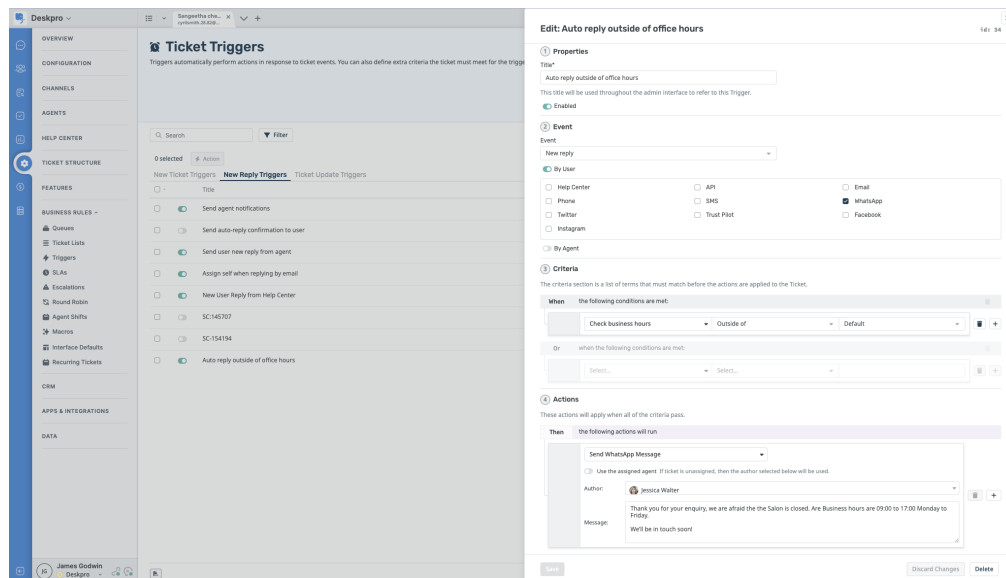 Deskpro
Sangeetha che...
OVERVIEW
CONFIGURATION
CHANNELS
AGENTS
HELP CENTER
TICKET STRUCTURE
FEATURES
BUSINESS RULES
Queues
Ticket Lists
Triggers
SLAs
Escalations
Round Robin
Agent Shifts
Macros
Interface Defaults
Recurring Tickets
CRM
APPS & INTEGRATIONS
DATA
JG
James Godwin
Deskpro
Ticket Triggers
Triggers automatically perform actions in response to ticket events. You can also define extra criteria the ticket must meet for the trigge
Search
Filter
0 selected
Action
New Ticket Triggers New Reply Triggers Ticket Update Triggers
Title
Send agent notifications
Send auto-reply confirmation to user
Send user new reply from agent
Assign self when replying by email
New User Reply from Help Center
SC:145707
SC-154194
Auto reply outside of office hours
Edit: Auto reply outside of office hours
id: 34
1 Properties
Title*
Auto reply outside of office hours
This title will be used throughout the admin interface to refer to this Trigger.
Enabled
2 Event
Event
New reply
By User
Help Center API Email
Phone SMS WhatsApp
Twitter Trust Pilot Facebook
Instagram
By Agent
3 Criteria
The criteria section is a list of terms that must match before the actions are applied to the Ticket.
When the following conditions are met:
Check business hours Outside of Default
Or when the following conditions are met:
Select... Select...
4 Actions
These actions will apply when all of the criteria pass.
Then the following actions will run
Send WhatsApp Message
Use the assigned agent If ticket is unassigned, then the author selected below will be used.
Author: Jessica Walter
Message:
Thank you for your enquiry, we are afraid the the Salon is closed. Are Business hours are 09:00 to 17:00 Monday to
Friday.
We'll be in touch soon!
Save
Discard Changes
Delete